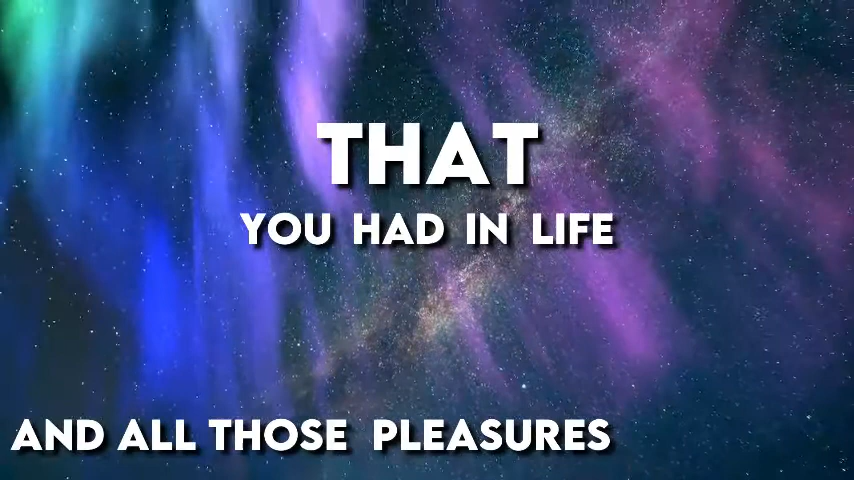 THAT
YOU HAD IN LIFE
AND ALL THOSE PLEASURES